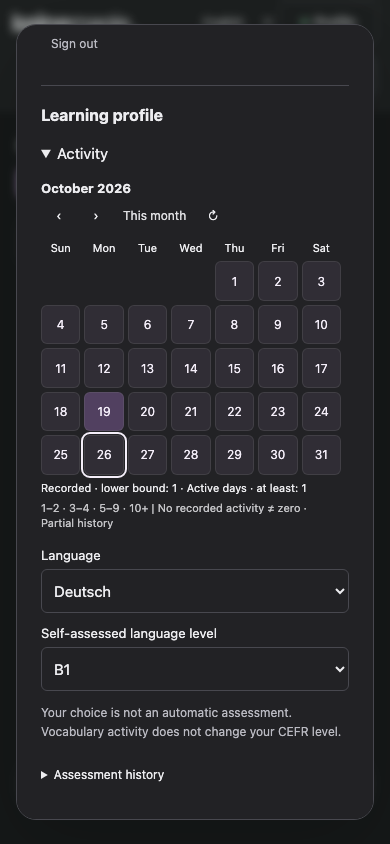 Sign out
Learning profile
▼ Activity
October 2026
‹ › This month ↻
Sun Mon Tue Wed Thu Fri Sat
1 2 3
4 5 6 7 8 9 10
11 12 13 14 15 16 17
18 19 20 21 22 23 24
25 26 27 28 29 30 31
Recorded · lower bound: 1 · Active days · at least: 1
1–2 · 3–4 · 5–9 · 10+ | No recorded activity ≠ zero ·
Partial history
Language
Deutsch
Self-assessed language level
B1
Your choice is not an automatic assessment.
Vocabulary activity does not change your CEFR level.
▶ Assessment history